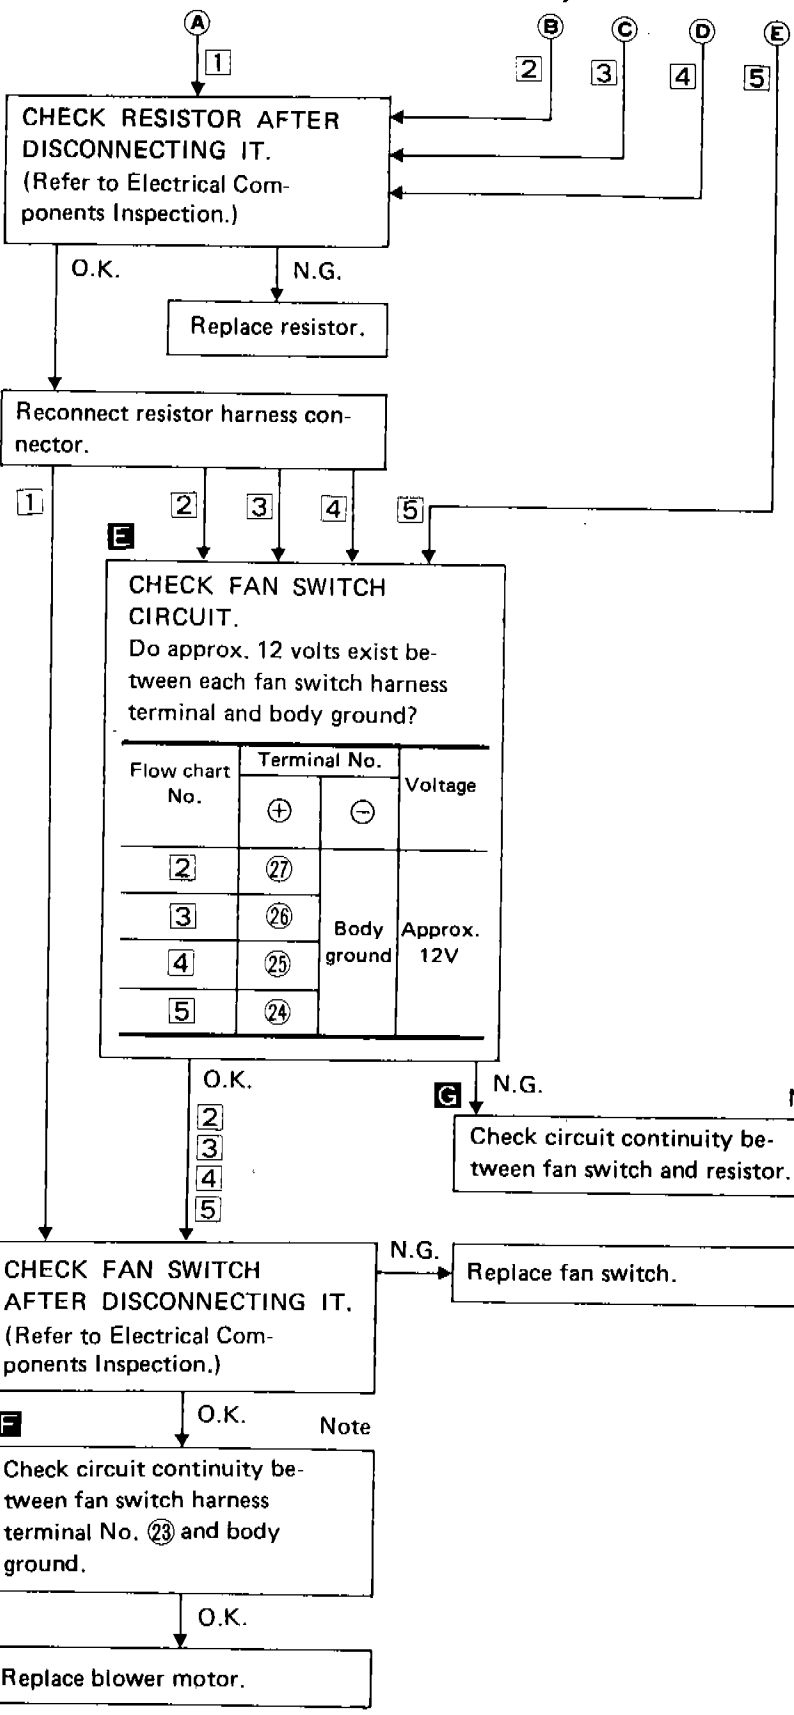 A B C D E
1 2 3 4 5
CHECK RESISTOR AFTER
DISCONNECTING IT.
(Refer to Electrical Com-
ponents Inspection.)
O.K. N.G.
Replace resistor.
Reconnect resistor harness con-
nector.
1 2 3 4 5
E
CHECK FAN SWITCH
CIRCUIT.
Do approx. 12 volts exist be-
tween each fan switch harness
terminal and body ground?
Flow chart
No.
Terminal No.
⊕ ⊖
Voltage
2 27
3 26
4 25
5 24
Body
ground
Approx.
12V
O.K.
2
3
4
5
G N.G.
Check circuit continuity be-
tween fan switch and resistor.
CHECK FAN SWITCH
AFTER DISCONNECTING IT.
(Refer to Electrical Com-
ponents Inspection.)
N.G.
Replace fan switch.
O.K.
F Note
Check circuit continuity be-
tween fan switch harness
terminal No. 23 and body
ground.
O.K.
Replace blower motor.